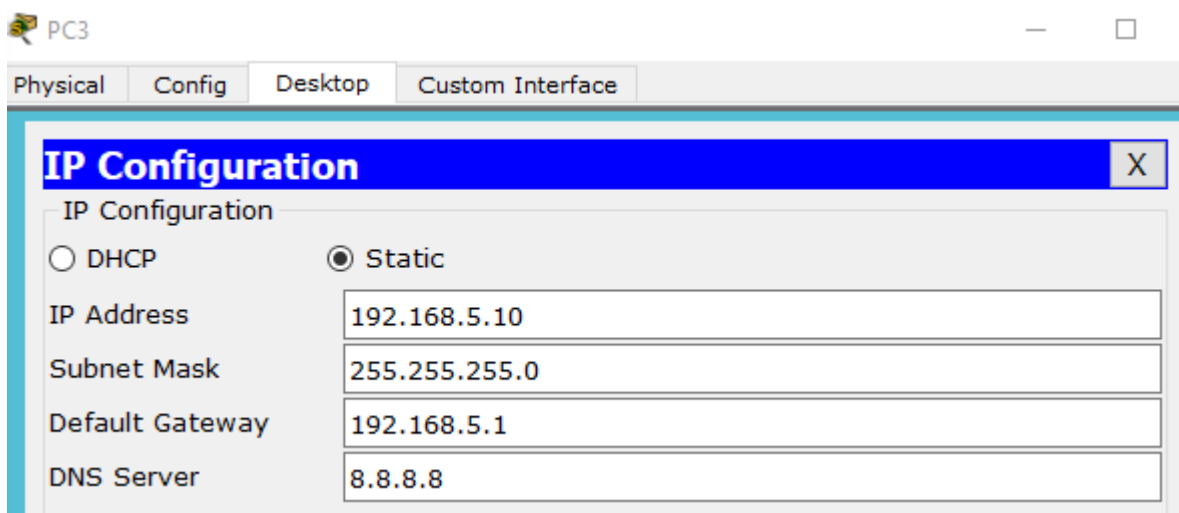 PC3
Physical Config Desktop Custom Interface
IP Configuration X
IP Configuration
DHCP Static
IP Address 192.168.5.10
Subnet Mask 255.255.255.0
Default Gateway 192.168.5.1
DNS Server 8.8.8.8